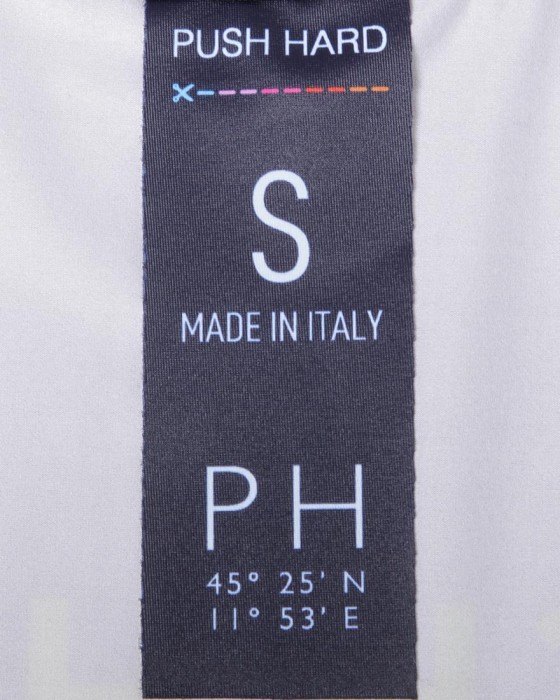 PUSH HARD
S
MADE IN ITALY
PH
45° 25' N
11° 53' E